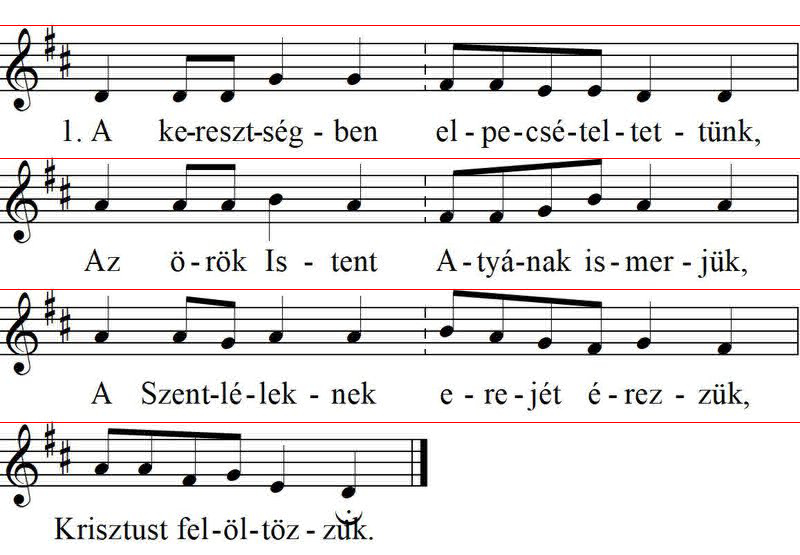 1. A ke-reszt-ség - ben el - pe-csé-tel - tet - tünk,
Az ö - rök Is - tent A - tyá-nak is - mer - jük,
A Szent-lé - lek - nek e - re-jét é - rez - zük,
Krisztust fel-öl-töz - zük.